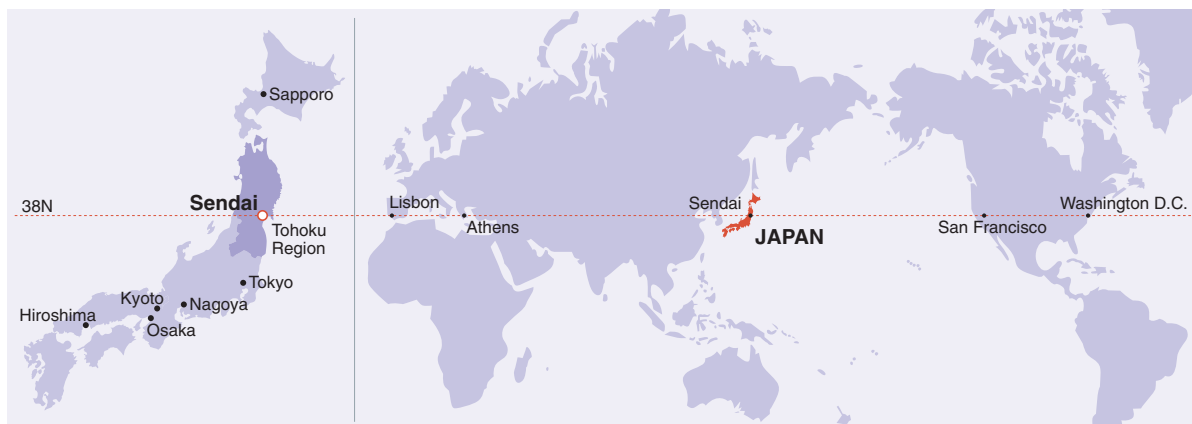 Sapporo
38N
Sendai
Tohoku
Region
Tokyo
Kyoto
Nagoya
Hiroshima
Osaka
Lisbon
Athens
Sendai
JAPAN
Washington D.C.
San Francisco